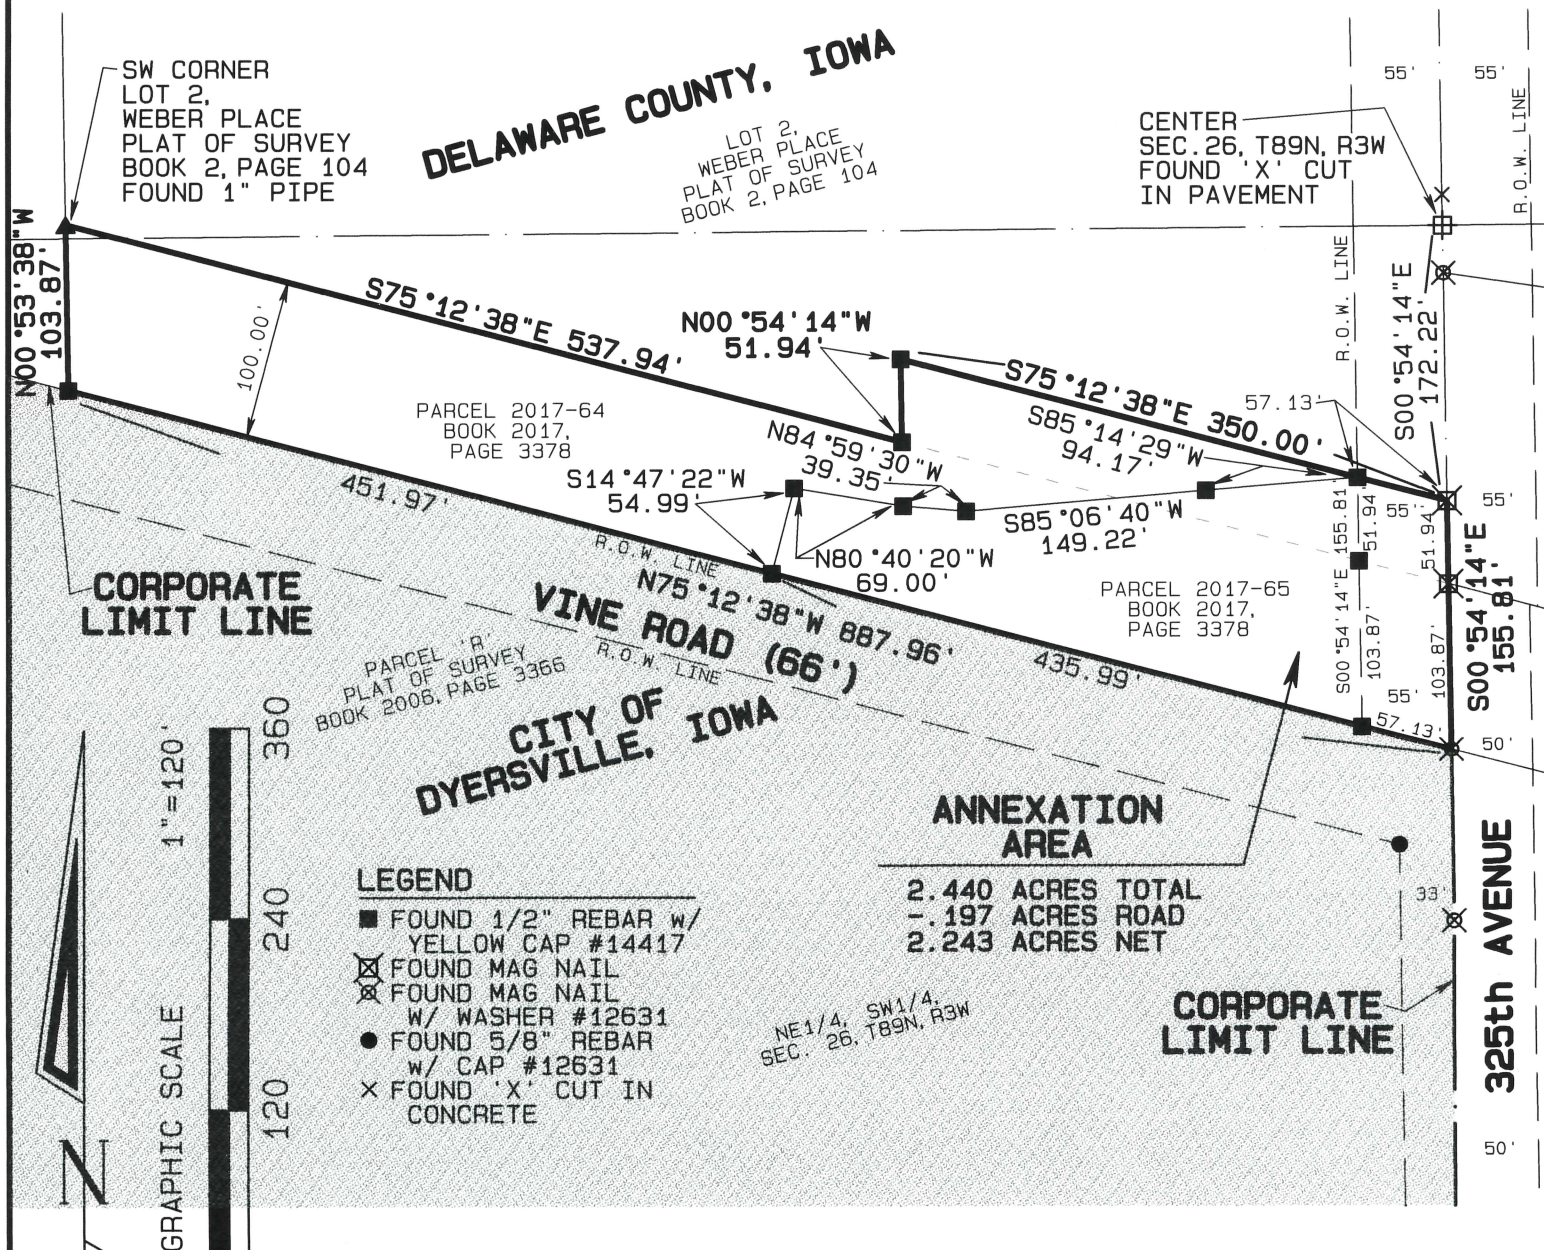 DELAWARE COUNTY, IOWA
SW CORNER
LOT 2,
WEBER PLACE
PLAT OF SURVEY
BOOK 2, PAGE 104
FOUND 1" PIPE
LOT 2,
WEBER PLACE
PLAT OF SURVEY
BOOK 2, PAGE 104
55'
55'
CENTER
SEC.26, T89N, R3W
FOUND 'X' CUT
IN PAVEMENT
R.O.W. LINE
R.O.W. LINE
N00°53'38"W
103.87'
100.00'
S75°12'38"E 537.94'
N00°54'14"W
51.94'
S75°12'38"E 350.00'
57.13'
S00°54'14"E
172.22'
S85°14'29"W
94.17'
PARCEL 2017-64
BOOK 2017,
PAGE 3378
N84°59'30"W
39.35'
S14°47'22"W
54.99'
S85°06'40"W
149.22'
N80°40'20"W
69.00'
451.97'
R.O.W. LINE
N75°12'38"W 887.96'
435.99'
PARCEL 2017-65
BOOK 2017,
PAGE 3378
S00°54'14"E 155.81'
51.94'
103.87'
55'
51.94'
103.87'
55'
55'
57.13'
S00°54'14"E
155.81'
50'
CORPORATE
LIMIT LINE
VINE ROAD (66')
R.O.W. LINE
PARCEL 'R'
PLAT OF SURVEY
BOOK 2006, PAGE 3366
CITY OF
DYERSVILLE, IOWA
ANNEXATION
AREA
2.440 ACRES TOTAL
-.197 ACRES ROAD
2.243 ACRES NET
LEGEND
FOUND 1/2" REBAR w/
YELLOW CAP #14417
FOUND MAG NAIL
FOUND MAG NAIL
W/ WASHER #12631
FOUND 5/8" REBAR
w/ CAP #12631
FOUND 'X' CUT IN
CONCRETE
NE1/4, SW1/4,
SEC. 26, T89N, R3W
33'
CORPORATE
LIMIT LINE
325th AVENUE
50'
1"=120'
GRAPHIC SCALE
360
240
120
N